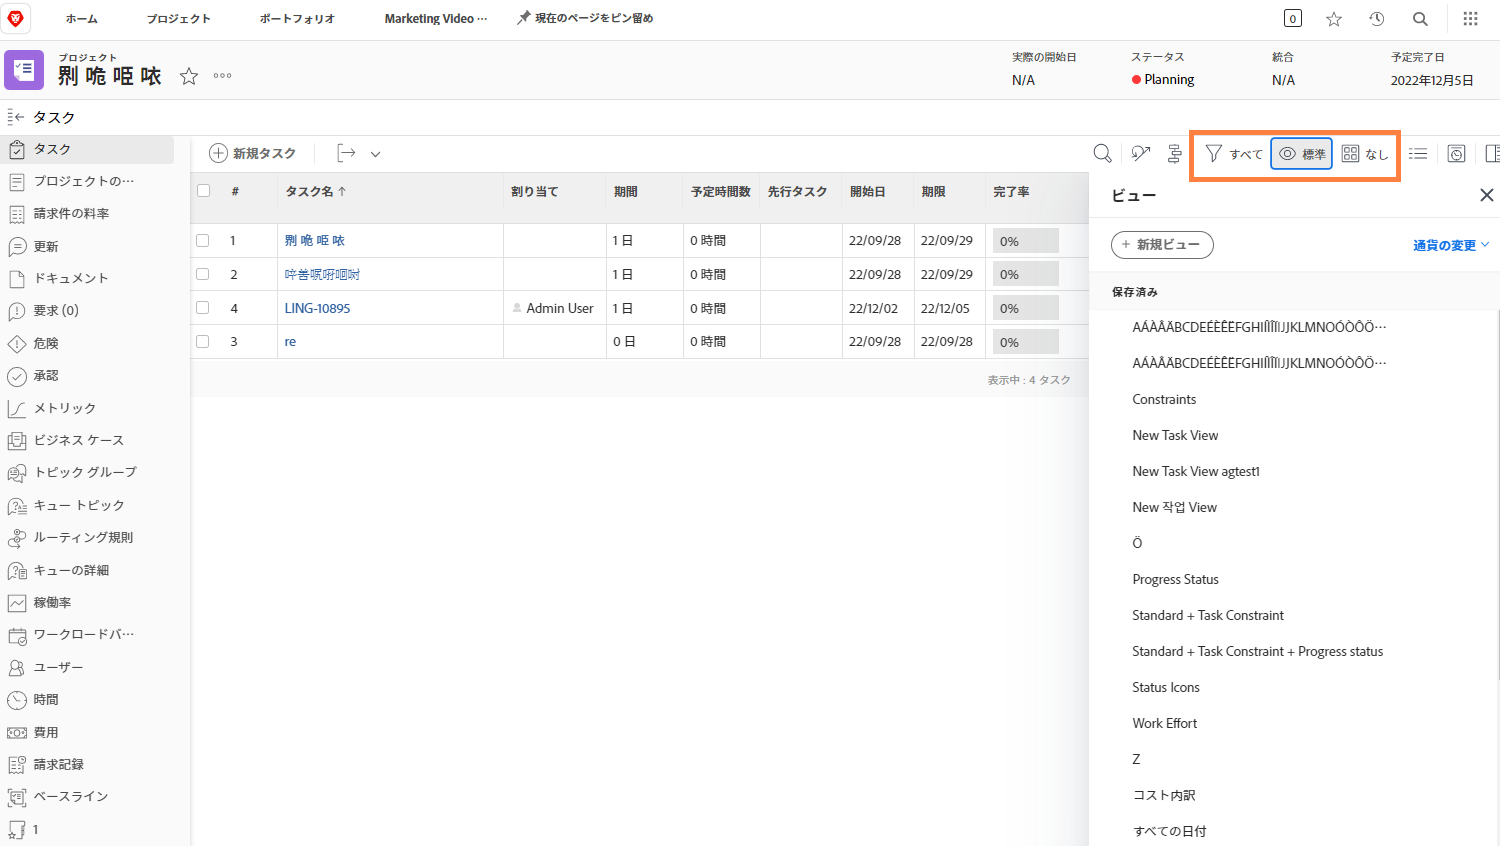 ホーム プロジェクト ポートフォリオ Marketing Video ··· 現在のページをピン留め 0
プロジェクト
実際の開始日 ステータス 統合 予定完了日
N/A Planning N/A 2022年12月5日
タスク
タスク
プロジェクトの···
請求件の料率
更新
ドキュメント
要求 (0)
危険
承認
メトリック
ビジネス ケース
トピック グループ
キュー トピック
ルーティング規則
キューの詳細
稼働率
ワークロードバ···
ユーザー
時間
費用
請求記録
ベースライン
1
新規タスク すべて 標準 なし
# タスク名 ↑ 割り当て 期間 予定時間数 先行タスク 開始日 期限 完了率
1 1 日 0 時間 22/09/28 22/09/29 0%
2 1 日 0 時間 22/09/28 22/09/29 0%
4 LING-10895 Admin User 1 日 0 時間 22/12/02 22/12/05 0%
3 re 0 日 0 時間 22/09/28 22/09/28 0%
表示中 : 4 タスク
ビュー
+ 新規ビュー 通貨の変更
保存済み
AÁÀÂÄBCDEÉÈÊËFGHIÍÌÎÏJKLMNOÓÒÔÖ···
AÁÀÂÄBCDEÉÈÊËFGHIÍÌÎÏJKLMNOÓÒÔÖ···
Constraints
New Task View
New Task View agtest1
New 작업 View
Ö
Progress Status
Standard + Task Constraint
Standard + Task Constraint + Progress status
Status Icons
Work Effort
Z
コスト内訳
すべての日付